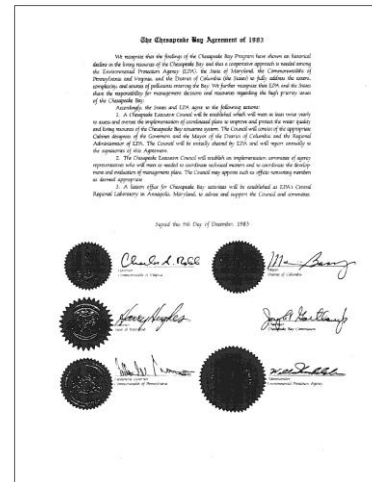 The Chesapeake Bay Agreement of 1983
We recognize that the findings of the Chesapeake Bay Program have shown an historical
decline in the living resources of the Chesapeake Bay and that a cooperative approach is needed among
the Environmental Protection Agency (EPA), the State of Maryland, the Commonwealths of
Pennsylvania and Virginia, and the District of Columbia (the States) to fully address the extent,
complexity, and sources of pollutants entering the Bay. We further recognize that EPA and the States
share the responsibility for management decisions and resources regarding the high priority issues
of the Chesapeake Bay.
Accordingly, the States and EPA agree to the following actions:
1. A Chesapeake Executive Council will be established which will meet at least twice yearly
to assess and oversee the implementation of coordinated plans to improve and protect the water quality
and living resources of the Chesapeake Bay estuarine system. The Council will consist of the appropriate
Cabinet designees of the Governors and the Mayor of the District of Columbia and the Regional
Administrator of EPA. The Council will be initially chaired by EPA and will report annually to
the signatories of this Agreement.
2. The Chesapeake Executive Council will establish an implementation committee of agency
representatives who will meet as needed to coordinate technical matters and to coordinate the develop-
ment and evaluation of management plans. The Council may appoint such ex officio nonvoting members
as deemed appropriate.
3. A liaison office for Chesapeake Bay activities will be established at EPA's Central
Regional Laboratory in Annapolis, Maryland, to advise and support the Council and committee.
Signed this 9th Day of December, 1983
Charles S. Robb
Commonwealth of Virginia
District of Columbia
Harry Hughes
State of Maryland
Chesapeake Bay Commission
Commonwealth of Pennsylvania
Environmental Protection Agency